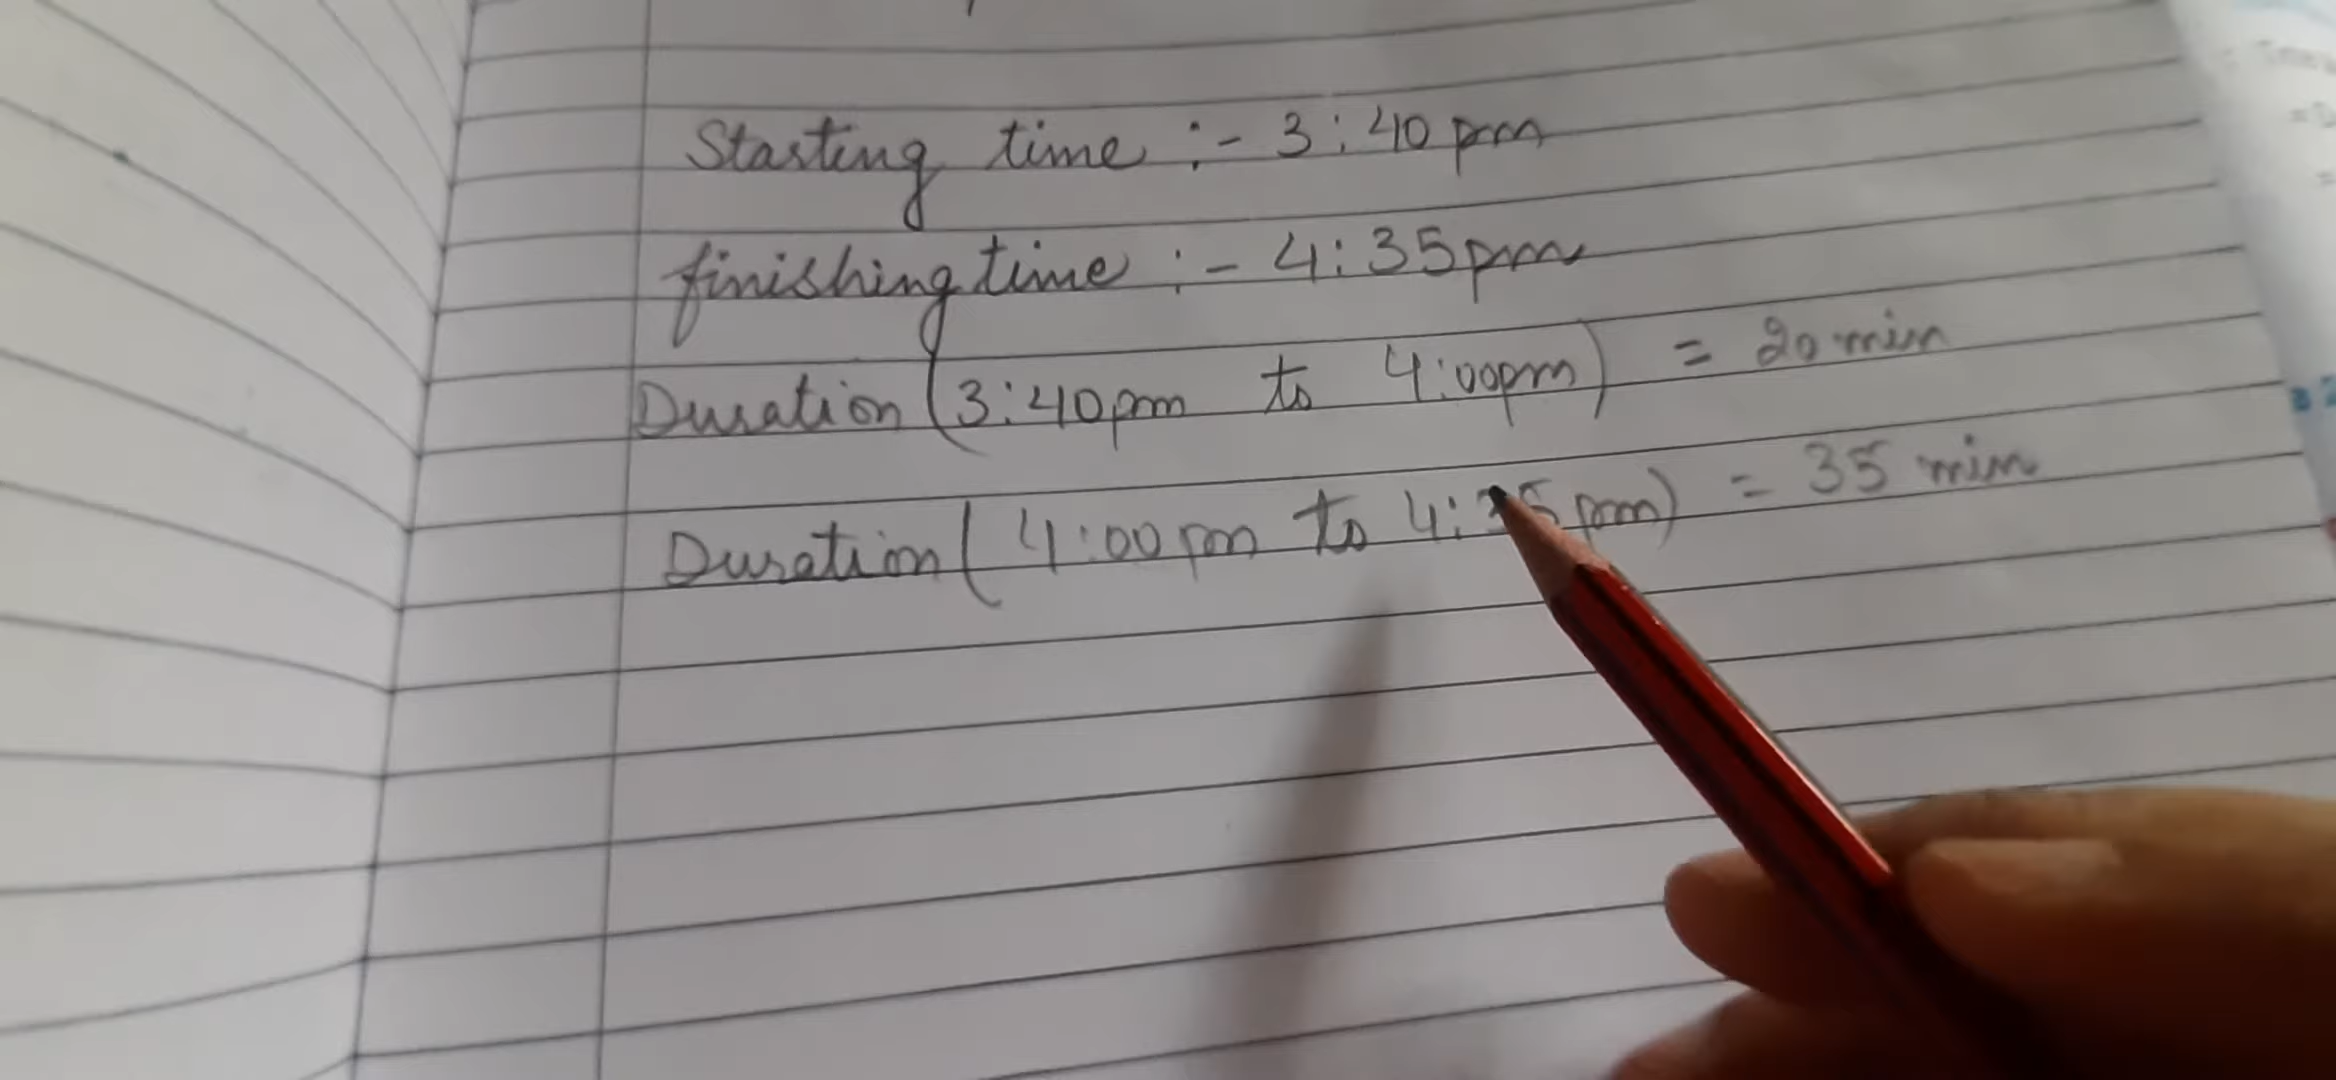 Starting time :- 3:40 pm
finishing time :- 4:35pm
Duration (3:40pm to 4:00pm) = 20 min
Duration (4:00 pm to 4:35 pm) = 35 min